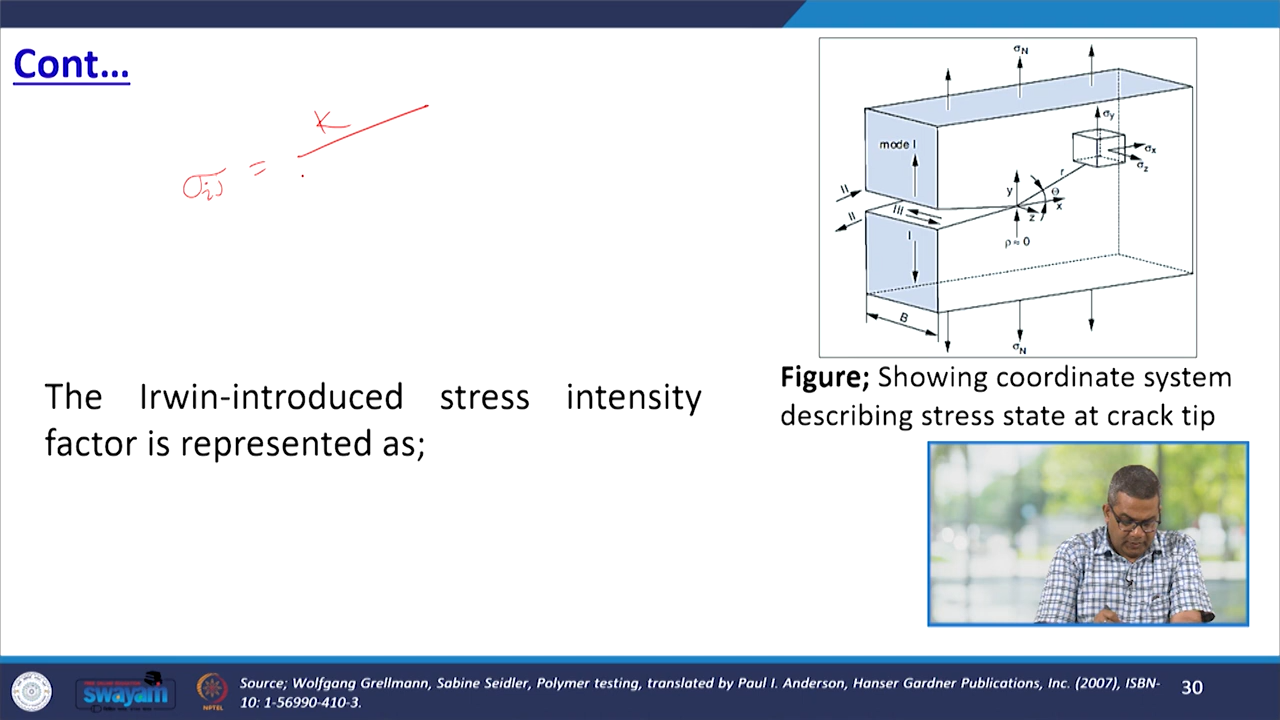 Cont...
K
σij =
σN
mode I
σy
σx
σz
II
III
II
I
y
r
Θ
x
z
ρ ≈ 0
B
σN
The Irwin-introduced stress intensity
factor is represented as;
Figure; Showing coordinate system
describing stress state at crack tip
swayam
NPTEL
Source; Wolfgang Grellmann, Sabine Seidler, Polymer testing, translated by Paul I. Anderson, Hanser Gardner Publications, Inc. (2007), ISBN-
10: 1-56990-410-3.
30